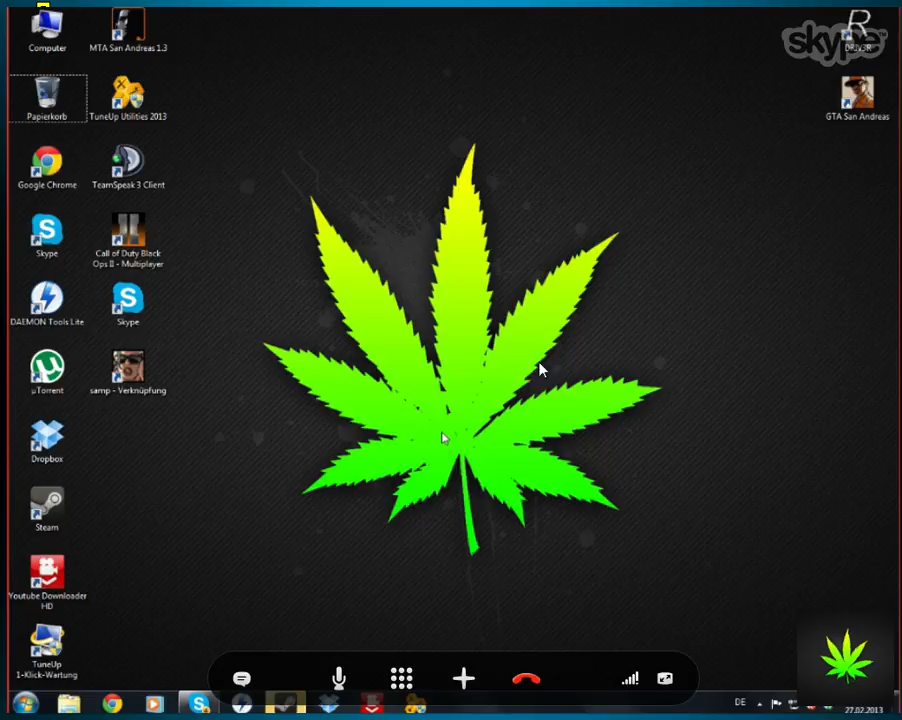 Computer
MTA San Andreas 1.3
skype™
DRIV3R
Papierkorb
TuneUp Utilities 2013
GTA San Andreas
Google Chrome
TeamSpeak 3 Client
Skype
Call of Duty Black
Ops II - Multiplayer
DAEMON Tools Lite
Skype
µTorrent
samp - Verknüpfung
Dropbox
Steam
Youtube Downloader
HD
TuneUp
1-Klick-Wartung
DE
27.02.2013